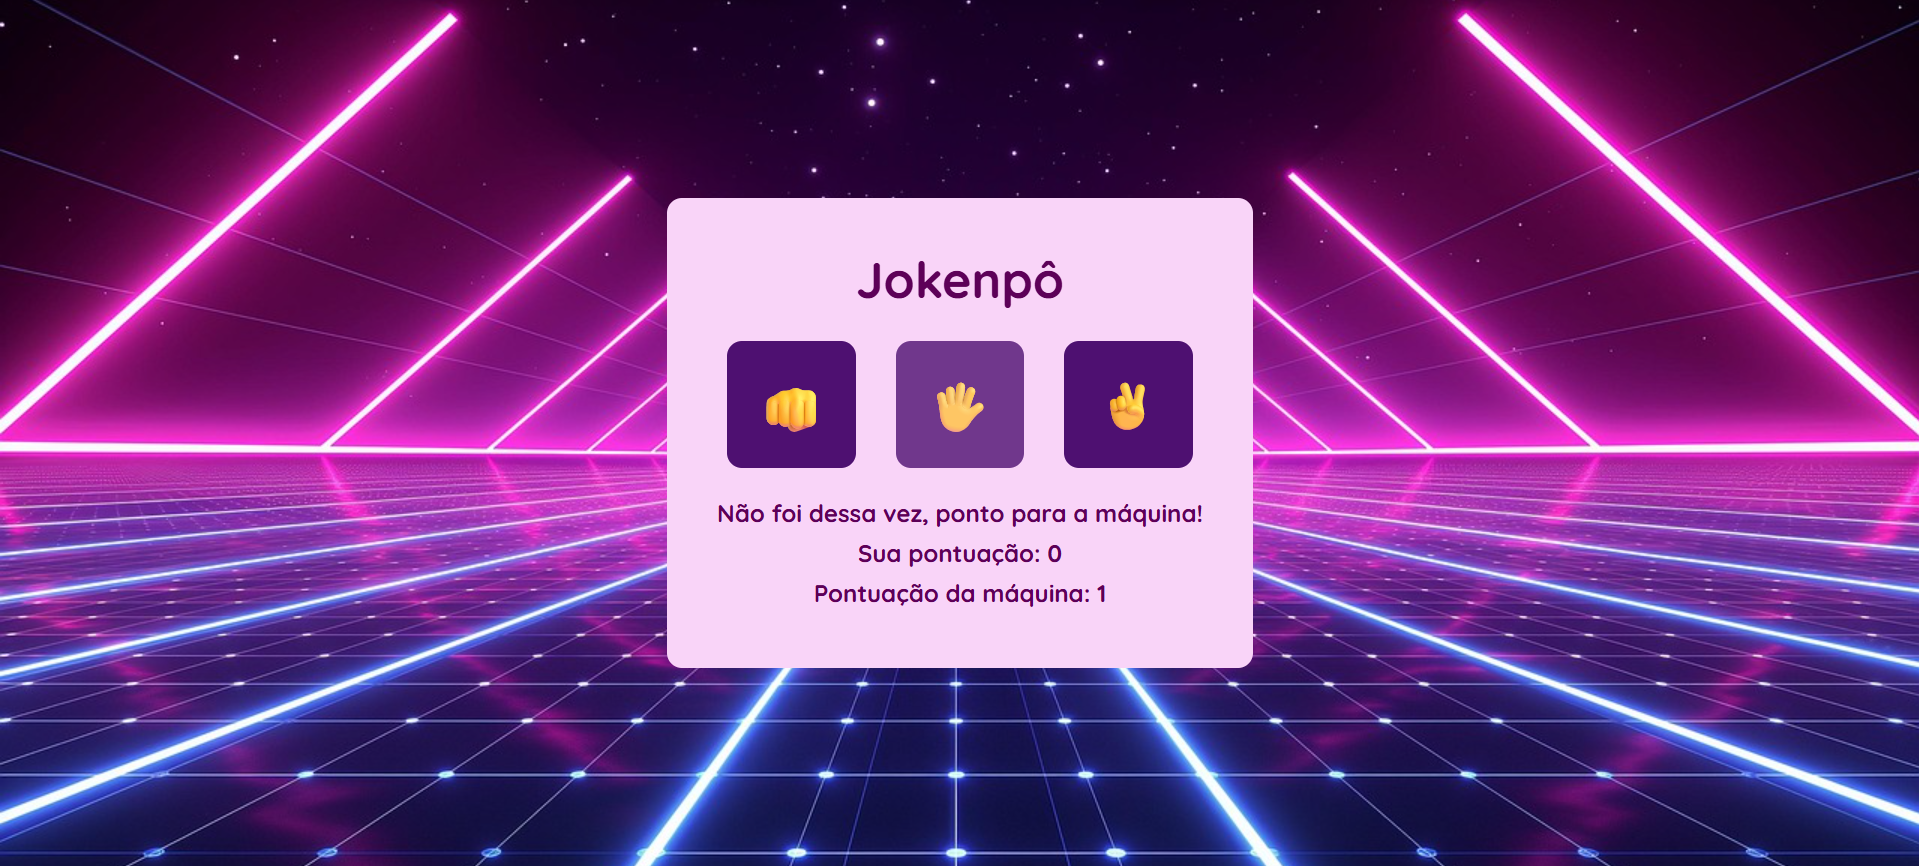 Jokenpô
Não foi dessa vez, ponto para a máquina!
Sua pontuação: 0
Pontuação da máquina: 1